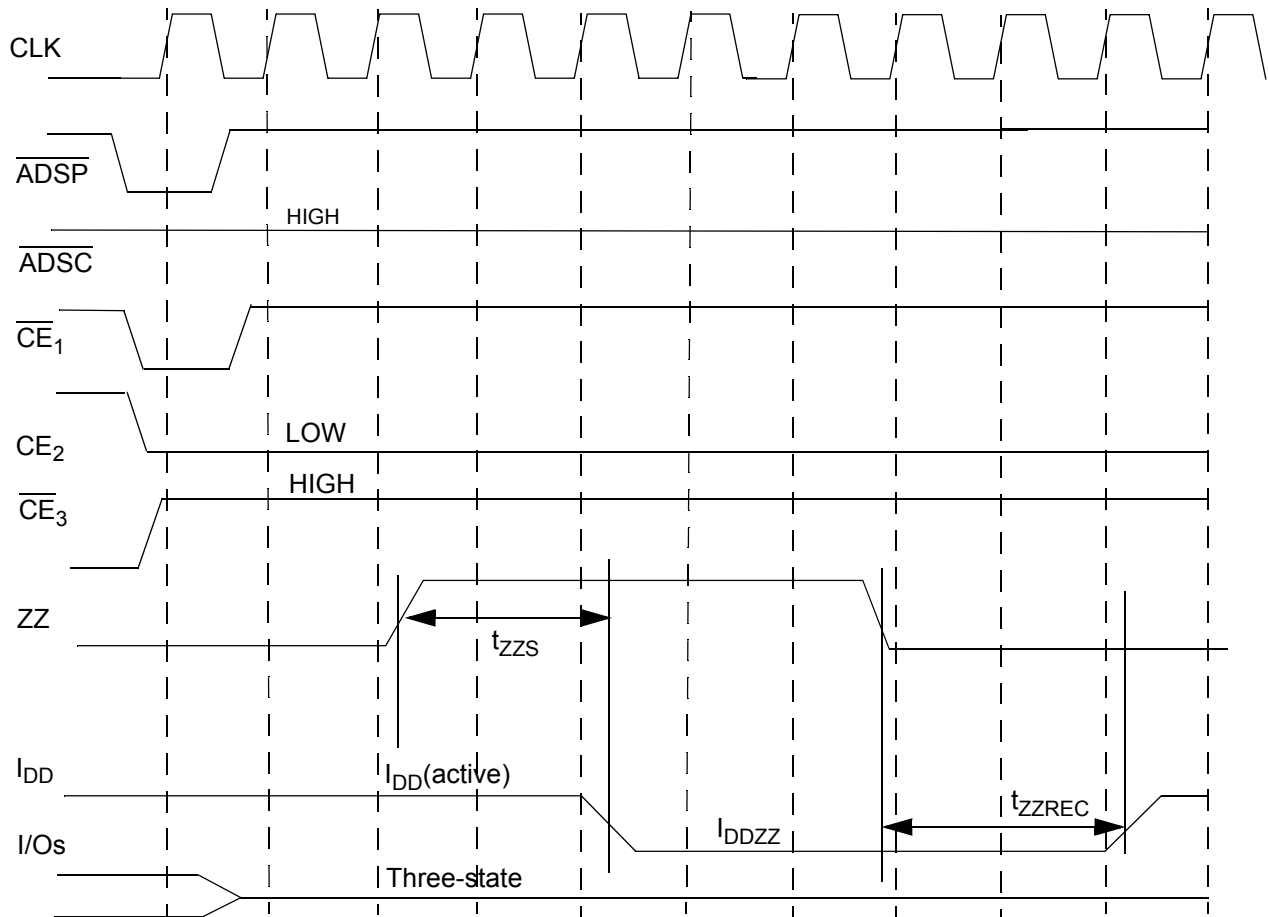 CLK
ADSP
HIGH
ADSC
CE1
LOW
CE2
HIGH
CE3
ZZ
tZZS
IDD
IDD(active)
tZZREC
IDDZZ
I/Os
Three-state